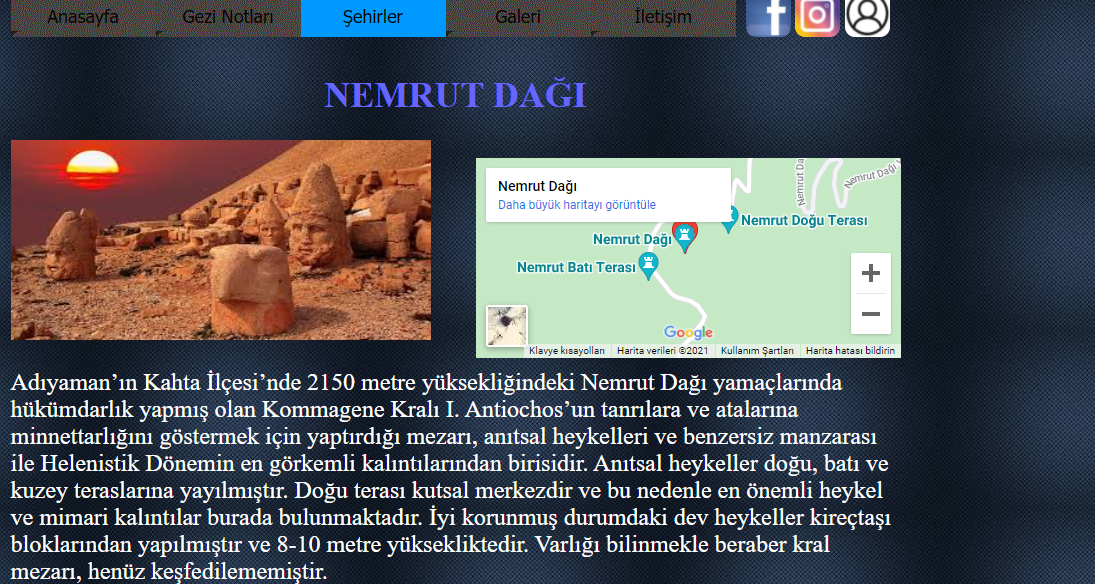 Anasayfa Gezi Notları Şehirler Galeri İletişim
NEMRUT DAĞI
Nemrut Dağı
Daha büyük haritayı görüntüle
Nemrut Da
Nemrut Dağı Y
Nemrut Doğu Terası
Nemrut Dağı
Nemrut Batı Terası
Google
Klavye kısayolları Harita verileri ©2021 Kullanım Şartları Harita hatası bildirin
Adıyaman’ın Kahta İlçesi’nde 2150 metre yüksekliğindeki Nemrut Dağı yamaçlarında
hükümdarlık yapmış olan Kommagene Kralı I. Antiochos’un tanrılara ve atalarına
minnettarlığını göstermek için yaptırdığı mezarı, anıtsal heykelleri ve benzersiz manzarası
ile Helenistik Dönemin en görkemli kalıntılarından birisidir. Anıtsal heykeller doğu, batı ve
kuzey teraslarına yayılmıştır. Doğu terası kutsal merkezdir ve bu nedenle en önemli heykel
ve mimari kalıntılar burada bulunmaktadır. İyi korunmuş durumdaki dev heykeller kireçtaşı
bloklarından yapılmıştır ve 8-10 metre yüksekliktedir. Varlığı bilinmekle beraber kral
mezarı, henüz keşfedilememiştir.